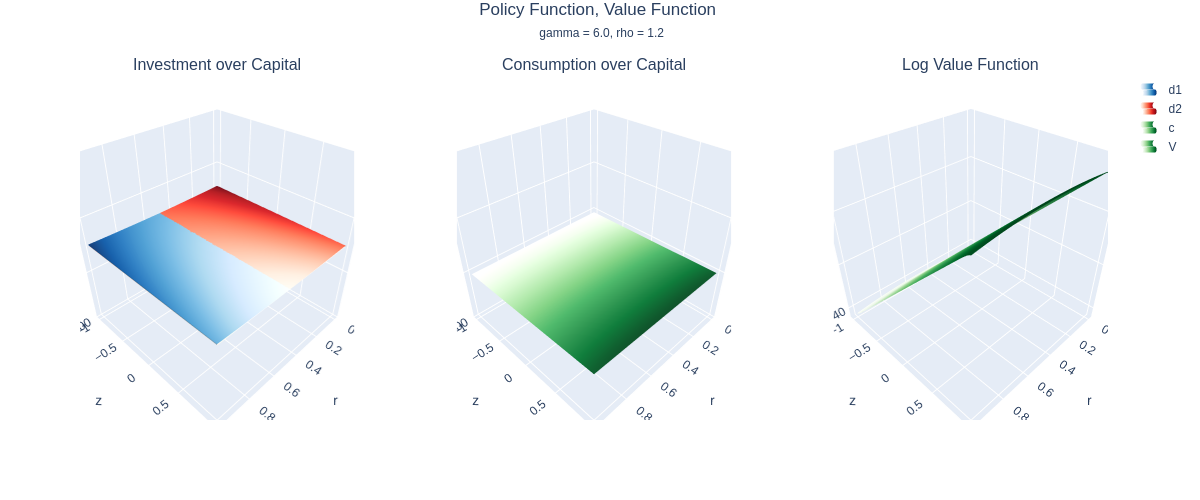 Policy Function, Value Function
gamma = 6.0, rho = 1.2
Investment over Capital
Consumption over Capital
Log Value Function
d1
d2
c
V
−0.5
0
0.5
z
0.2
0.4
0.6
0.8
r
−0.5
0
0.5
z
0.2
0.4
0.6
0.8
r
40
-1
−0.5
0
0.5
z
0.2
0.4
0.6
0.8
r